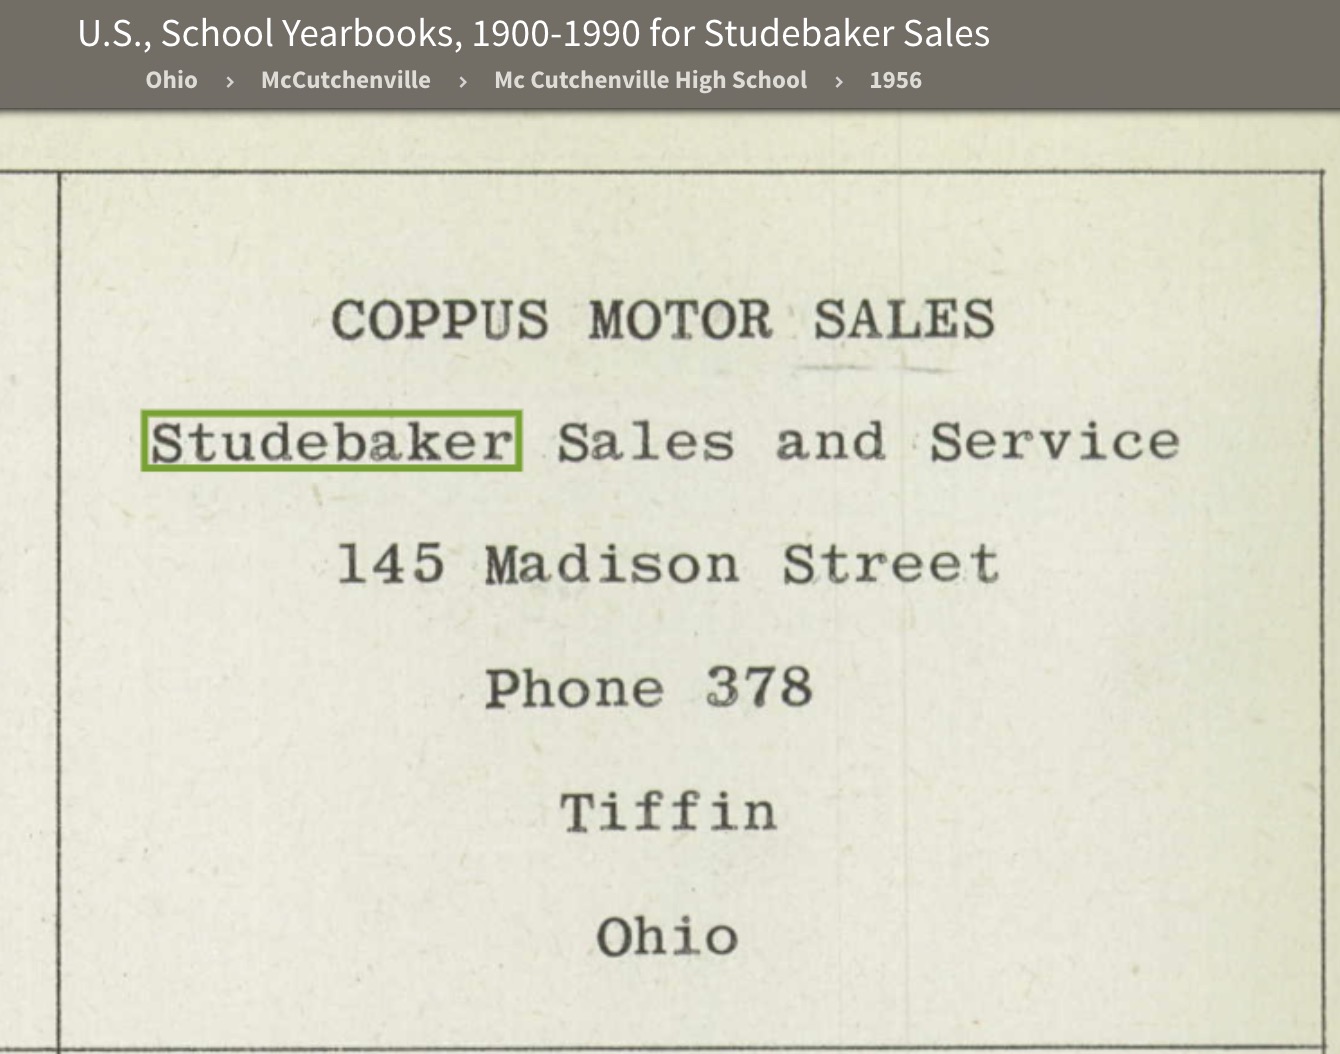 U.S., School Yearbooks, 1900-1990 for Studebaker Sales
Ohio > McCutchenville > Mc Cutchenville High School > 1956
COPPUS MOTOR SALES
Studebaker Sales and Service
145 Madison Street
Phone 378
Tiffin
Ohio